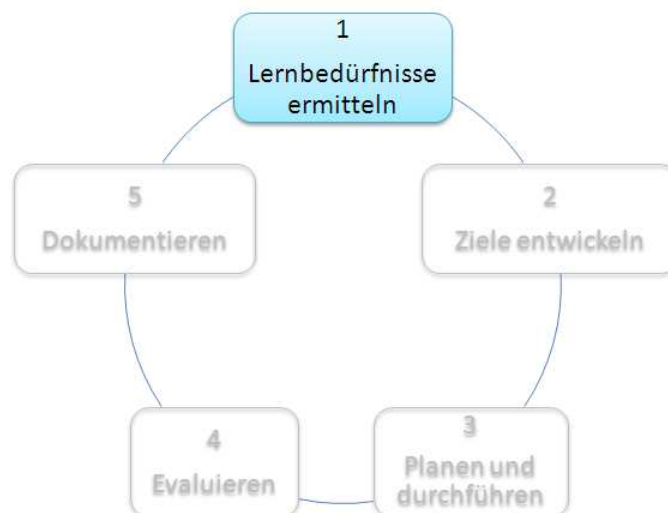 1
Lernbedürfnisse
ermitteln
2
Ziele entwickeln
3
Planen und
durchführen
4
Evaluieren
5
Dokumentieren